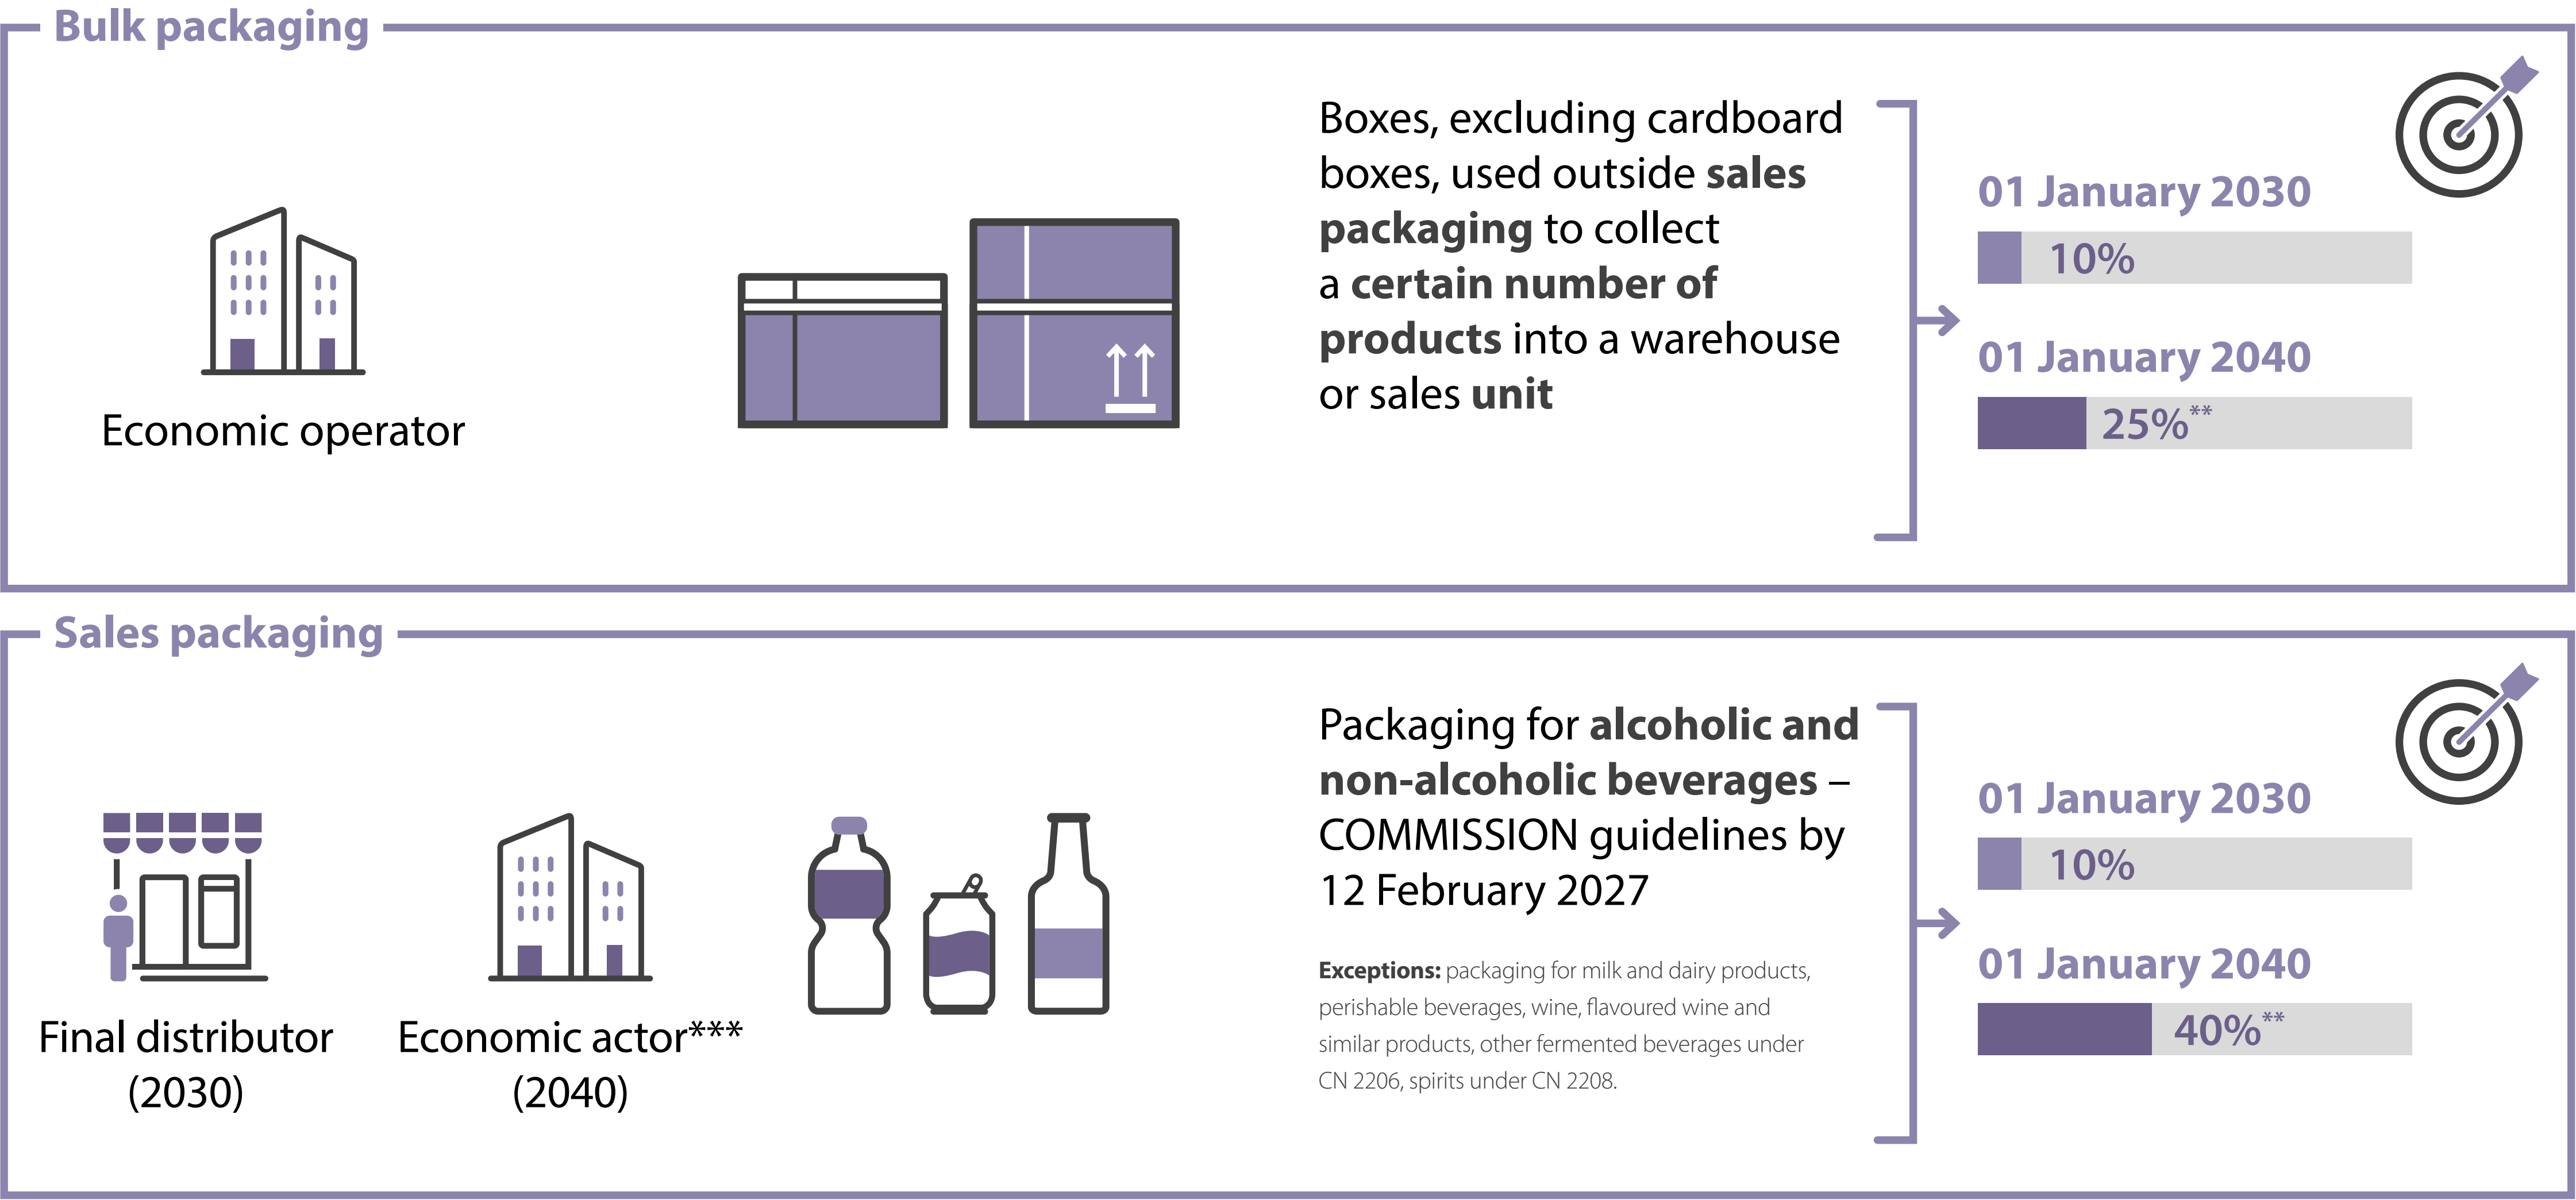 Bulk packaging
Economic operator
Boxes, excluding cardboard
boxes, used outside sales
packaging to collect
a certain number of
products into a warehouse
or sales unit
01 January 2030
10%
01 January 2040
25%**
Sales packaging
Final distributor
(2030)
Economic actor***
(2040)
Packaging for alcoholic and
non-alcoholic beverages –
COMMISSION guidelines by
12 February 2027
Exceptions: packaging for milk and dairy products,
perishable beverages, wine, flavoured wine and
similar products, other fermented beverages under
CN 2206, spirits under CN 2208.
01 January 2030
10%
01 January 2040
40%**